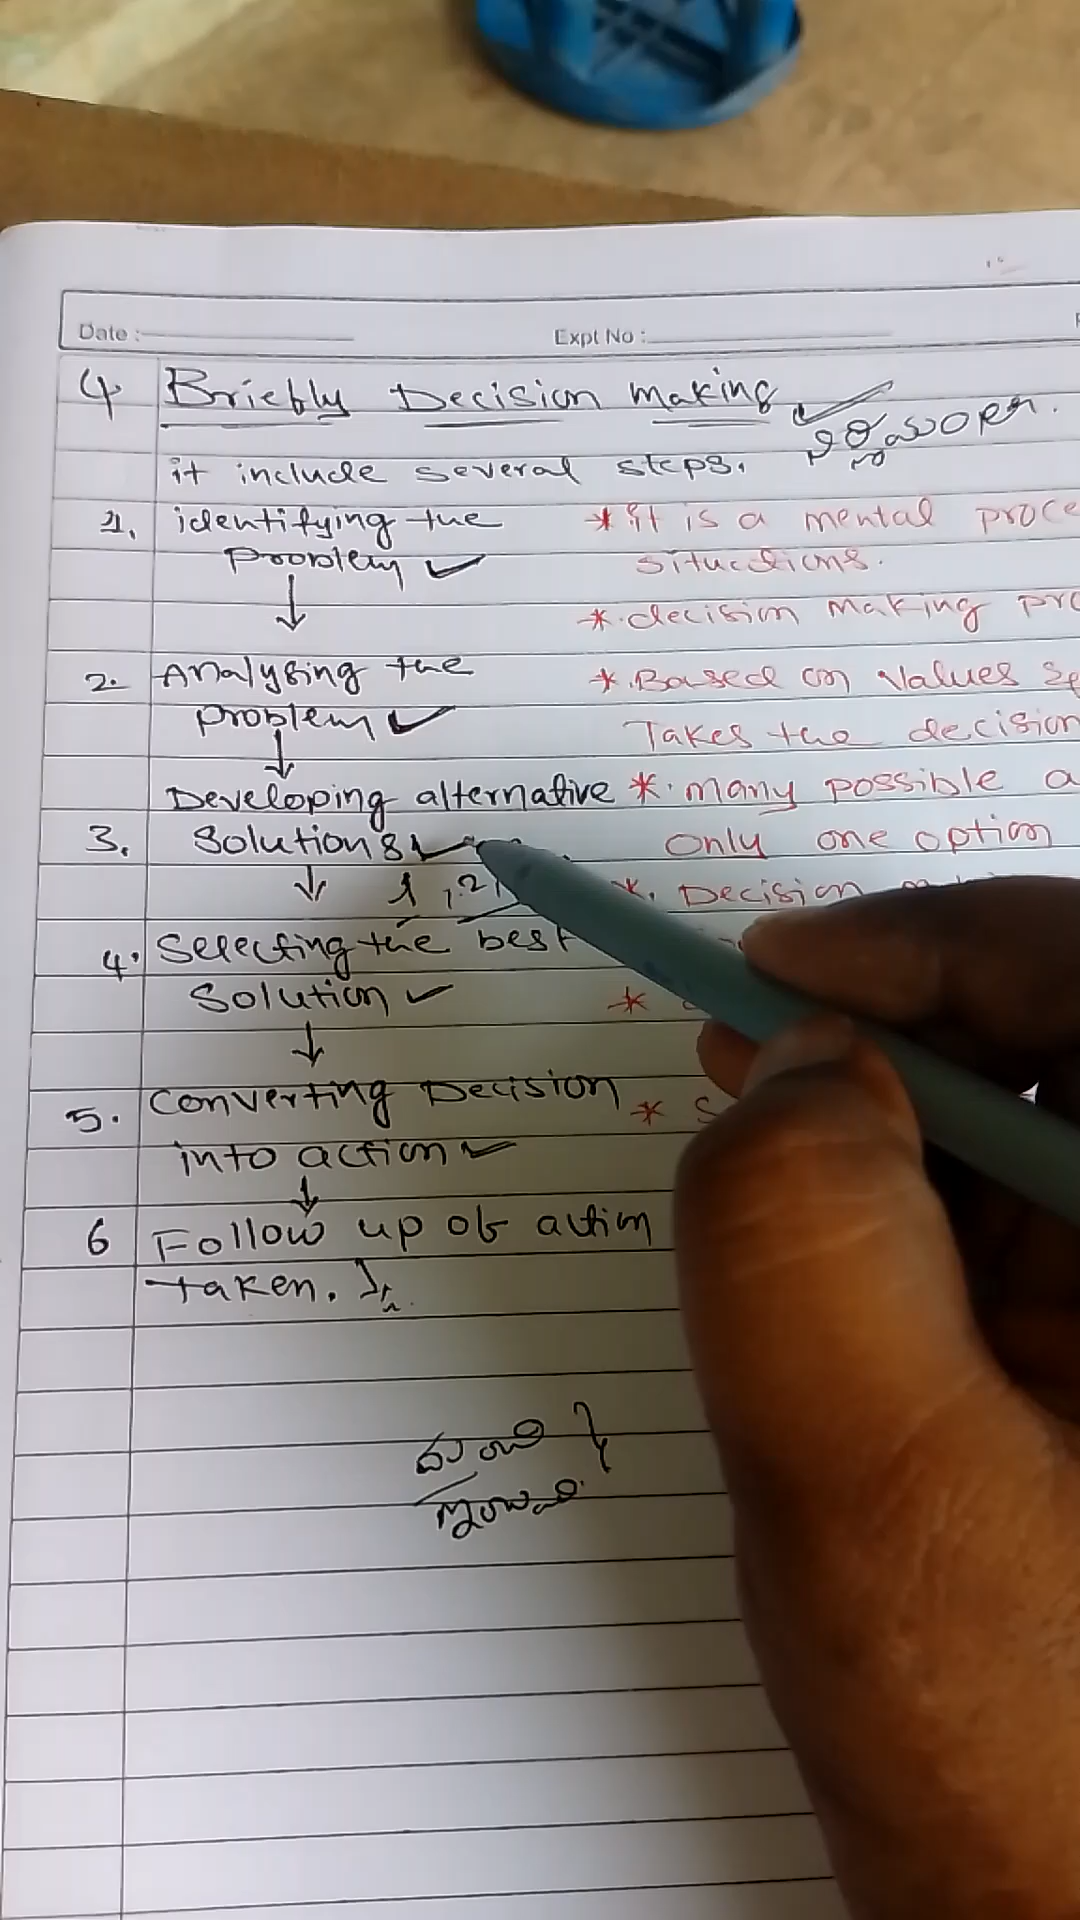 Date :
Expt No :
4 Briefly Decision making
it include several steps.
1. identifying the
problem
* it is a mental proce
situcations.
* decision making pro
2. Analysing the
problem
* Based on values
Takes the decision
Developing alternative
3. Solutions
* many possible a
only one option
1, 2,
* Decision
4. Selecting the best
Solution
*
5. Converting Decision
into action
* S
6 Follow up of action
taken.